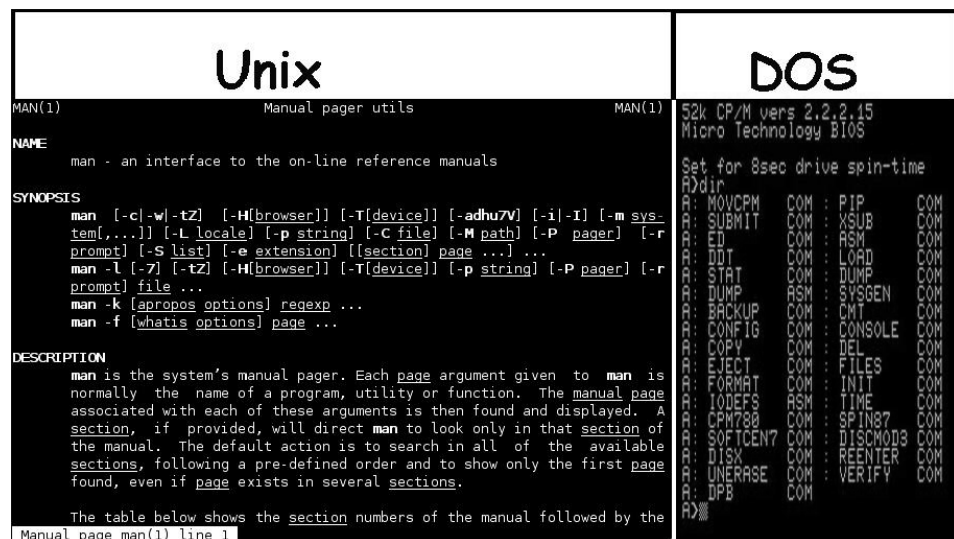 Unix
MAN(1) Manual pager utils MAN(1)
NAME
man - an interface to the on-line reference manuals
SYNOPSIS
man [-c|-w|-tZ] [-H[browser]] [-T[device]] [-adhu7V] [-i|-I] [-m sys-
tem[,...]] [-L locale] [-p string] [-C file] [-M path] [-P pager] [-r
prompt] [-S list] [-e extension] [[section] page ...] ...
man -l [-7] [-tZ] [-H[browser]] [-T[device]] [-p string] [-P pager] [-r
prompt] file ...
man -k [apropos options] regexp ...
man -f [whatis options] page ...
DESCRIPTION
man is the system's manual pager. Each page argument given to man is
normally the name of a program, utility or function. The manual page
associated with each of these arguments is then found and displayed. A
section, if provided, will direct man to look only in that section of
the manual. The default action is to search in all of the available
sections, following a pre-defined order and to show only the first page
found, even if page exists in several sections.
The table below shows the section numbers of the manual followed by the
Manual page man(1) line 1
DOS
52k CP/M vers 2.2.2.15
Micro Technology BIOS
Set for 8sec drive spin-time
A>dir
A: MOVCPM COM : PIP COM
A: SUBMIT COM : XSUB COM
A: ED COM : ASM COM
A: DDT COM : LOAD COM
A: STAT COM : DUMP COM
A: DUMP ASM : SYSGEN COM
A: BACKUP COM : CMT COM
A: CONFIG COM : CONSOLE COM
A: COPY COM : DEL COM
A: EJECT COM : FILES COM
A: FORMAT COM : INIT COM
A: IODEFS ASM : TIME COM
A: CPM780 COM : SPIN87 COM
A: SOFTCEN7 COM : DISCMOD3 COM
A: DISX COM : REENTER COM
A: UNERASE COM : VERIFY COM
A: DPB COM
A>